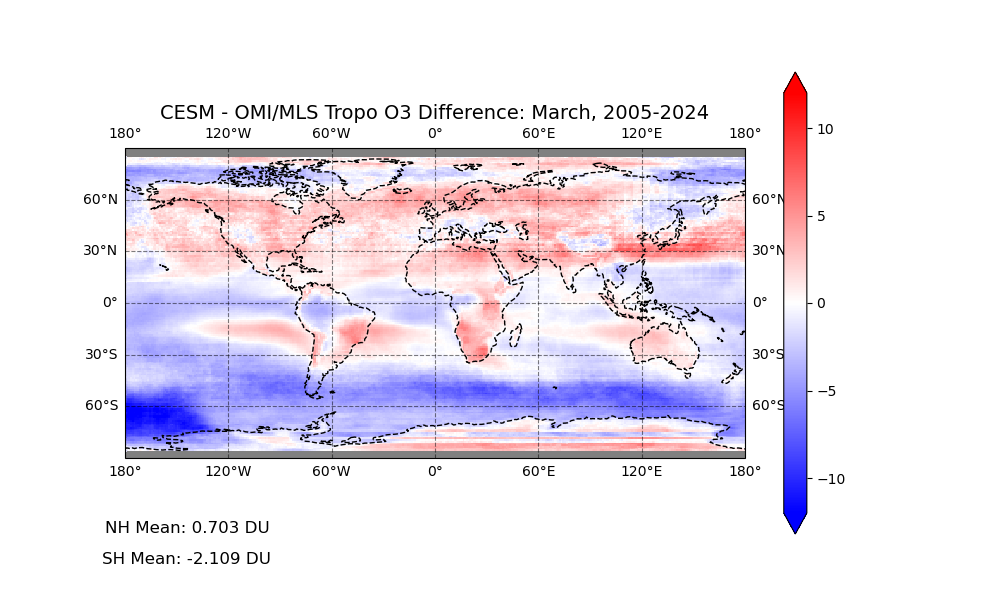 CESM - OMI/MLS Tropo O3 Difference: March, 2005-2024
180° 120°W 60°W 0° 60°E 120°E 180°
60°N 60°N
30°N 30°N
0° 0°
30°S 30°S
60°S 60°S
180° 120°W 60°W 0° 60°E 120°E 180°
10
5
0
−5
−10
NH Mean: 0.703 DU
SH Mean: -2.109 DU